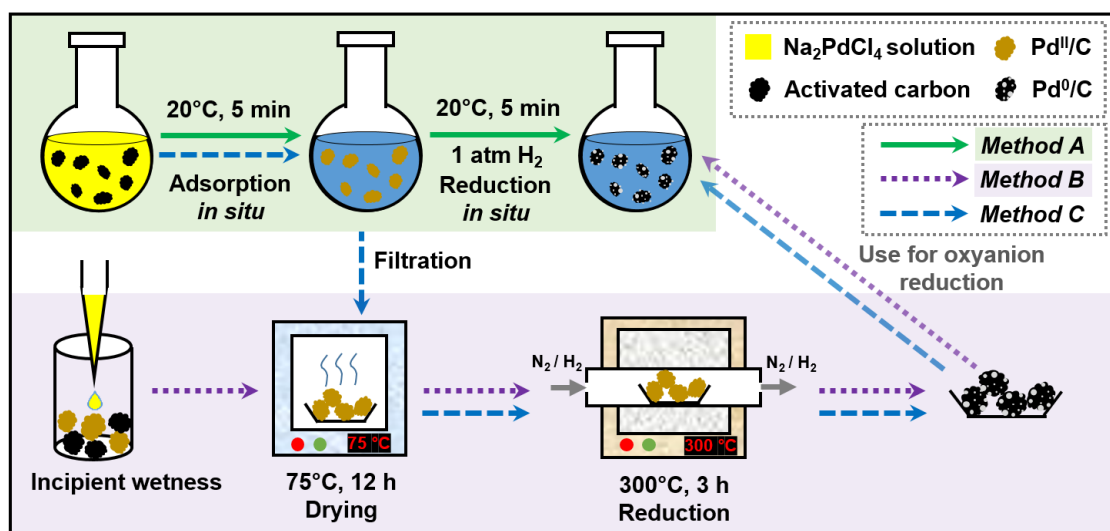 20°C, 5 min
Adsorption
in situ
20°C, 5 min
1 atm H₂
Reduction
in situ
Na₂PdCl₄ solution
Pdᴵᴵ/C
Activated carbon
Pd⁰/C
Method A
Method B
Method C
Filtration
Use for oxyanion
reduction
N₂ / H₂
N₂ / H₂
75 °C
300 °C
Incipient wetness
75°C, 12 h
Drying
300°C, 3 h
Reduction